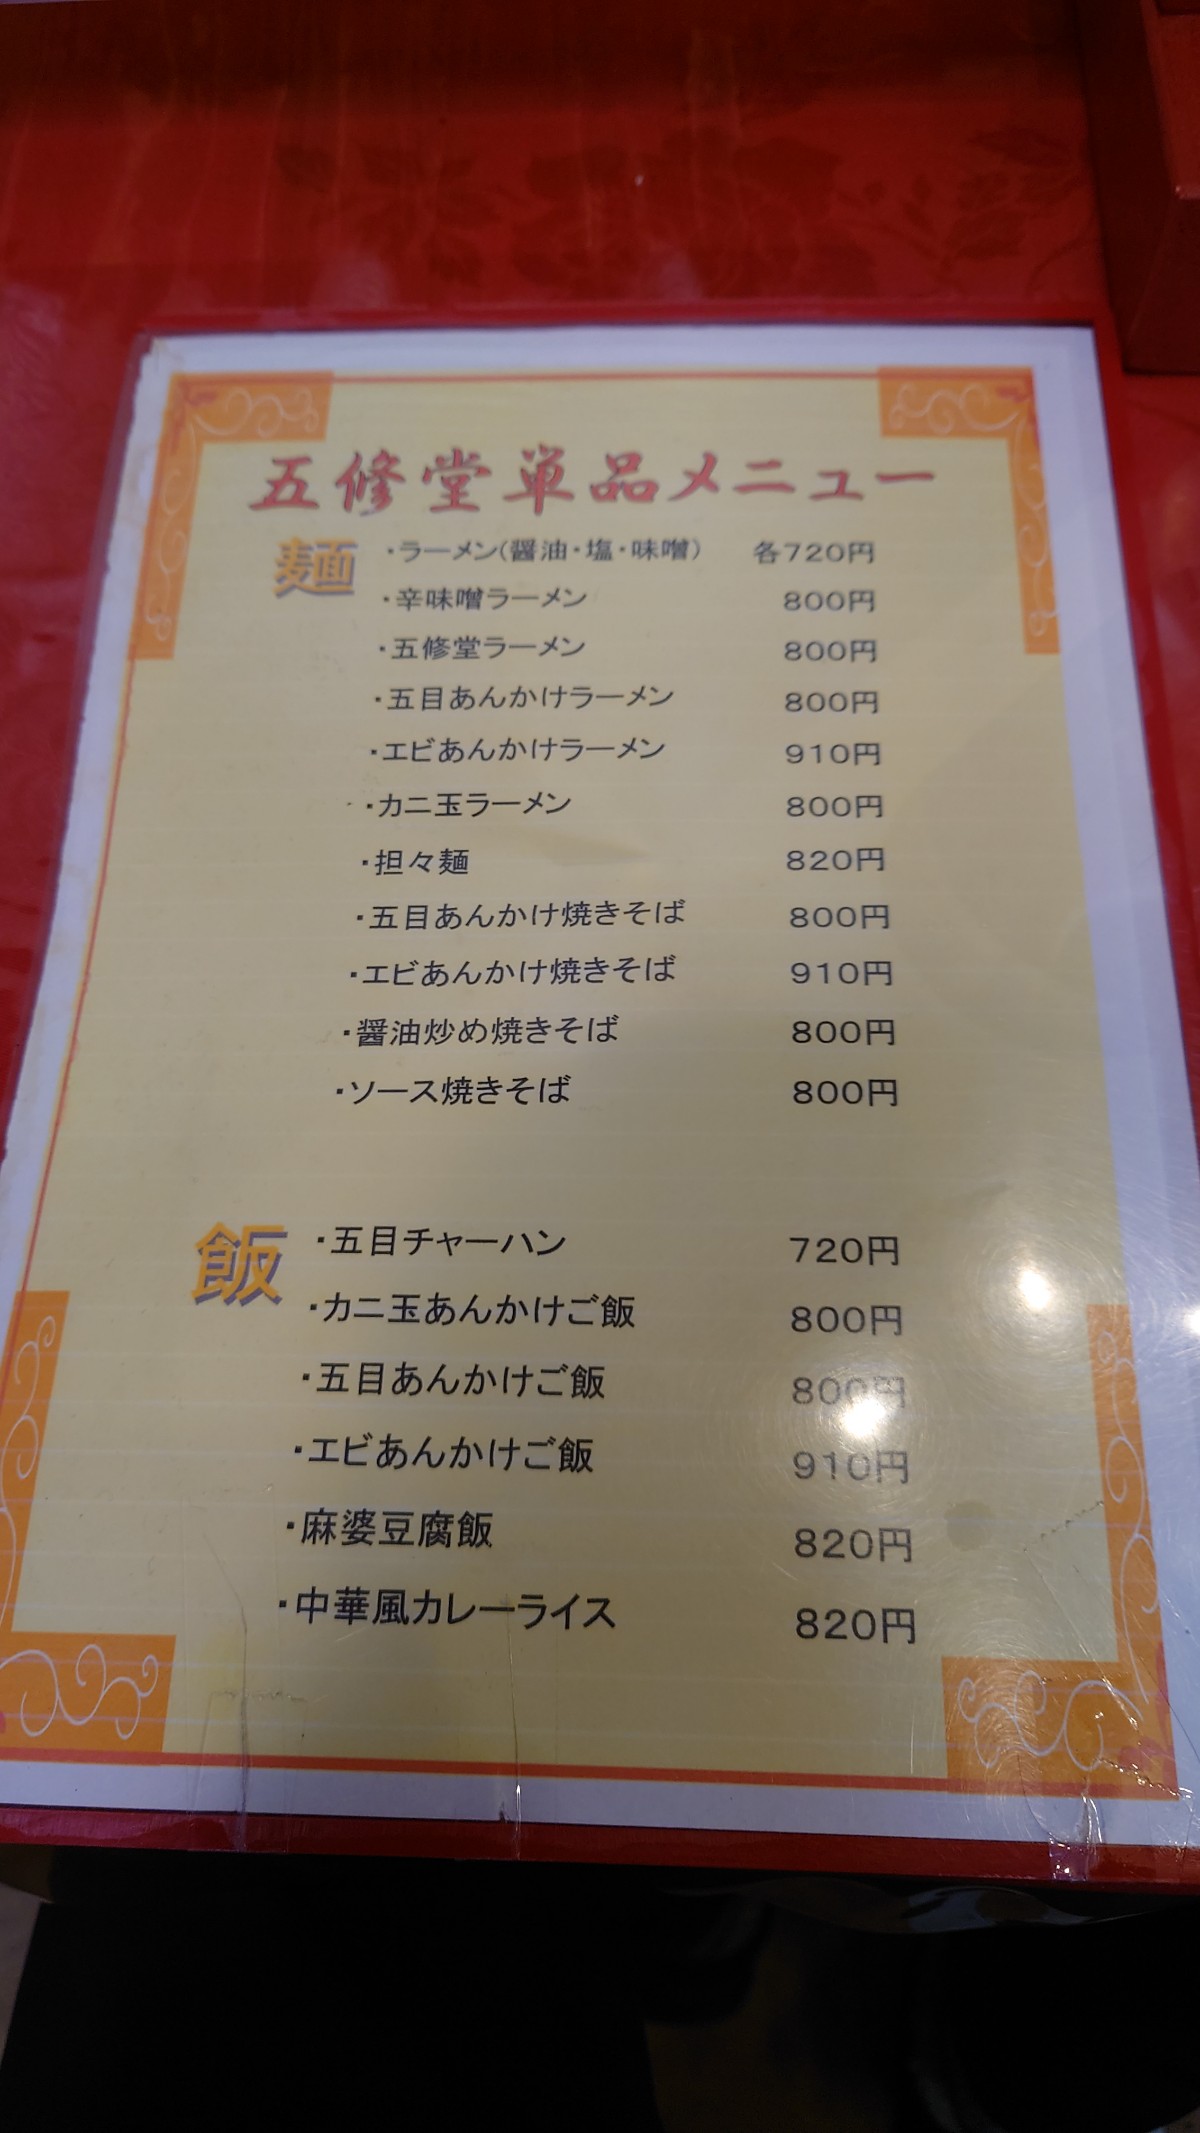 五修堂単品メニュー
麺
・ラーメン(醤油・塩・味噌) 各720円
・辛味噌ラーメン 800円
・五修堂ラーメン 800円
・五目あんかけラーメン 800円
・エビあんかけラーメン 910円
・カニ玉ラーメン 800円
・担々麺 820円
・五目あんかけ焼きそば 800円
・エビあんかけ焼きそば 910円
・醤油炒め焼きそば 800円
・ソース焼きそば 800円
飯
・五目チャーハン 720円
・カニ玉あんかけご飯 800円
・五目あんかけご飯 800円
・エビあんかけご飯 910円
・麻婆豆腐飯 820円
・中華風カレーライス 820円